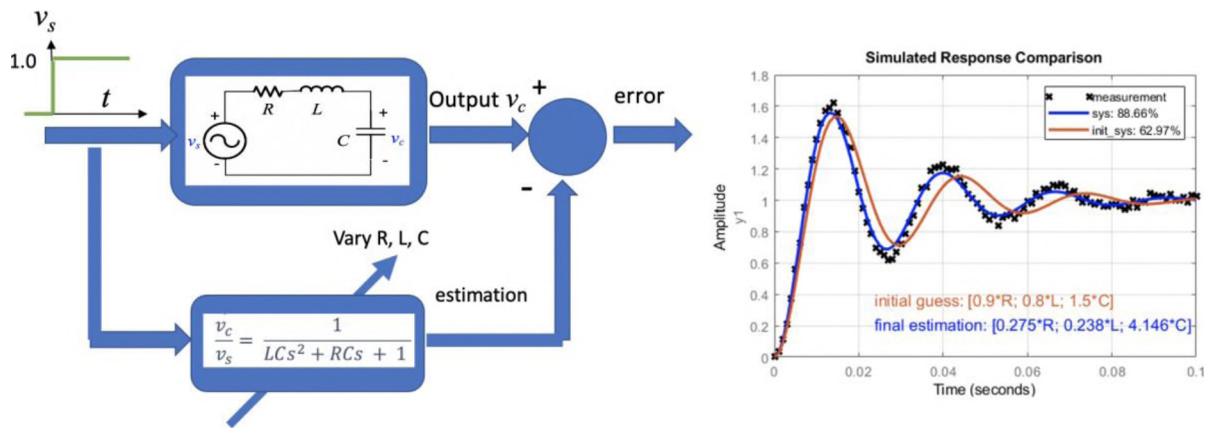 v_s
1.0
t
+
v_s
-
R
L
C
+
v_c
-
Output v_c
+
-
error
Vary R, L, C
estimation
v_c / v_s = 1 / LCs² + RCs + 1
Simulated Response Comparison
measurement
sys: 88.66%
init_sys: 62.97%
Amplitude
y1
1.8
1.6
1.4
1.2
1
0.8
0.6
0.4
0.2
0
initial guess: [0.9*R; 0.8*L; 1.5*C]
final estimation: [0.275*R; 0.238*L; 4.146*C]
0 0.02 0.04 0.06 0.08 0.1
Time (seconds)